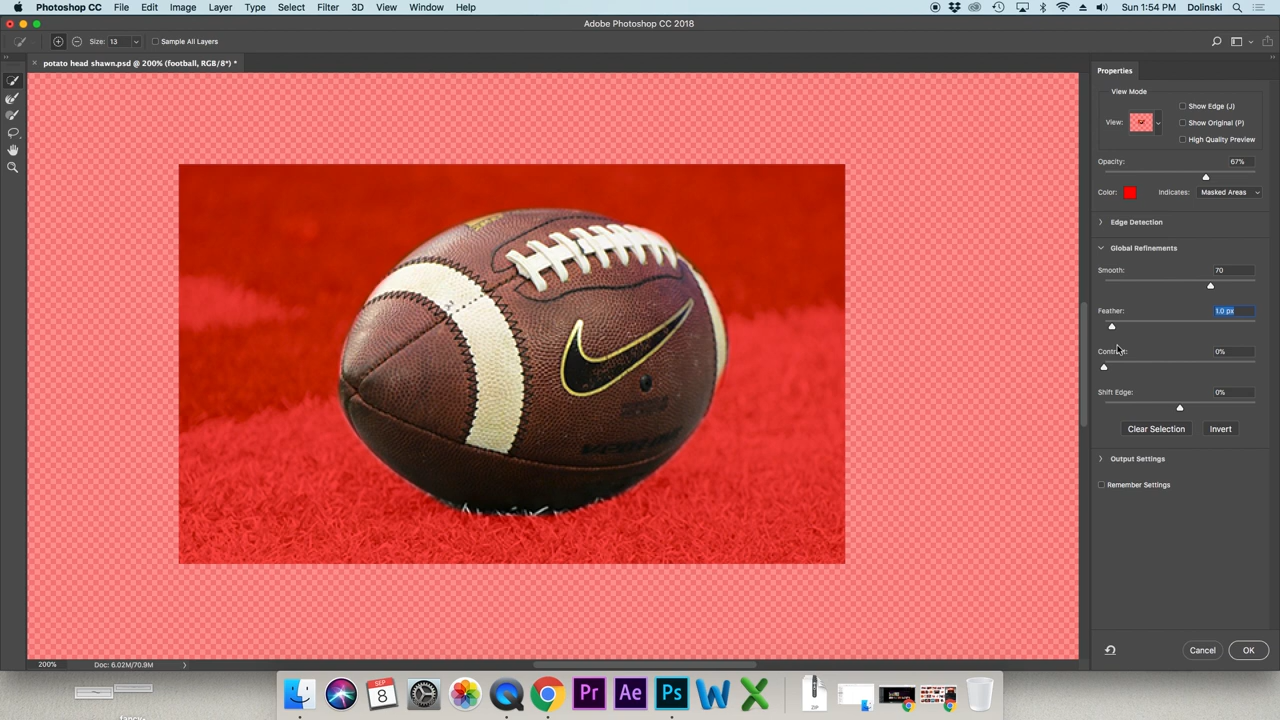 Photoshop CC File Edit Image Layer Type Select Filter 3D View Window Help Sun 1:54 PM Dolinski
Adobe Photoshop CC 2018
Size: 13 Sample All Layers
potato head shawn.psd @ 200% (football, RGB/8*) *
Properties
View Mode
Show Edge (J)
View:
Show Original (P)
High Quality Preview
Opacity: 67%
Color: Indicates: Masked Areas
Edge Detection
Global Refinements
Smooth: 70
Feather: 1.0 px
Contrast: 0%
Shift Edge: 0%
Clear Selection Invert
Output Settings
Remember Settings
Cancel OK
200% Doc: 6.02M/70.9M
SEP
8
Pr Ae Ps
ZIP
fancy-